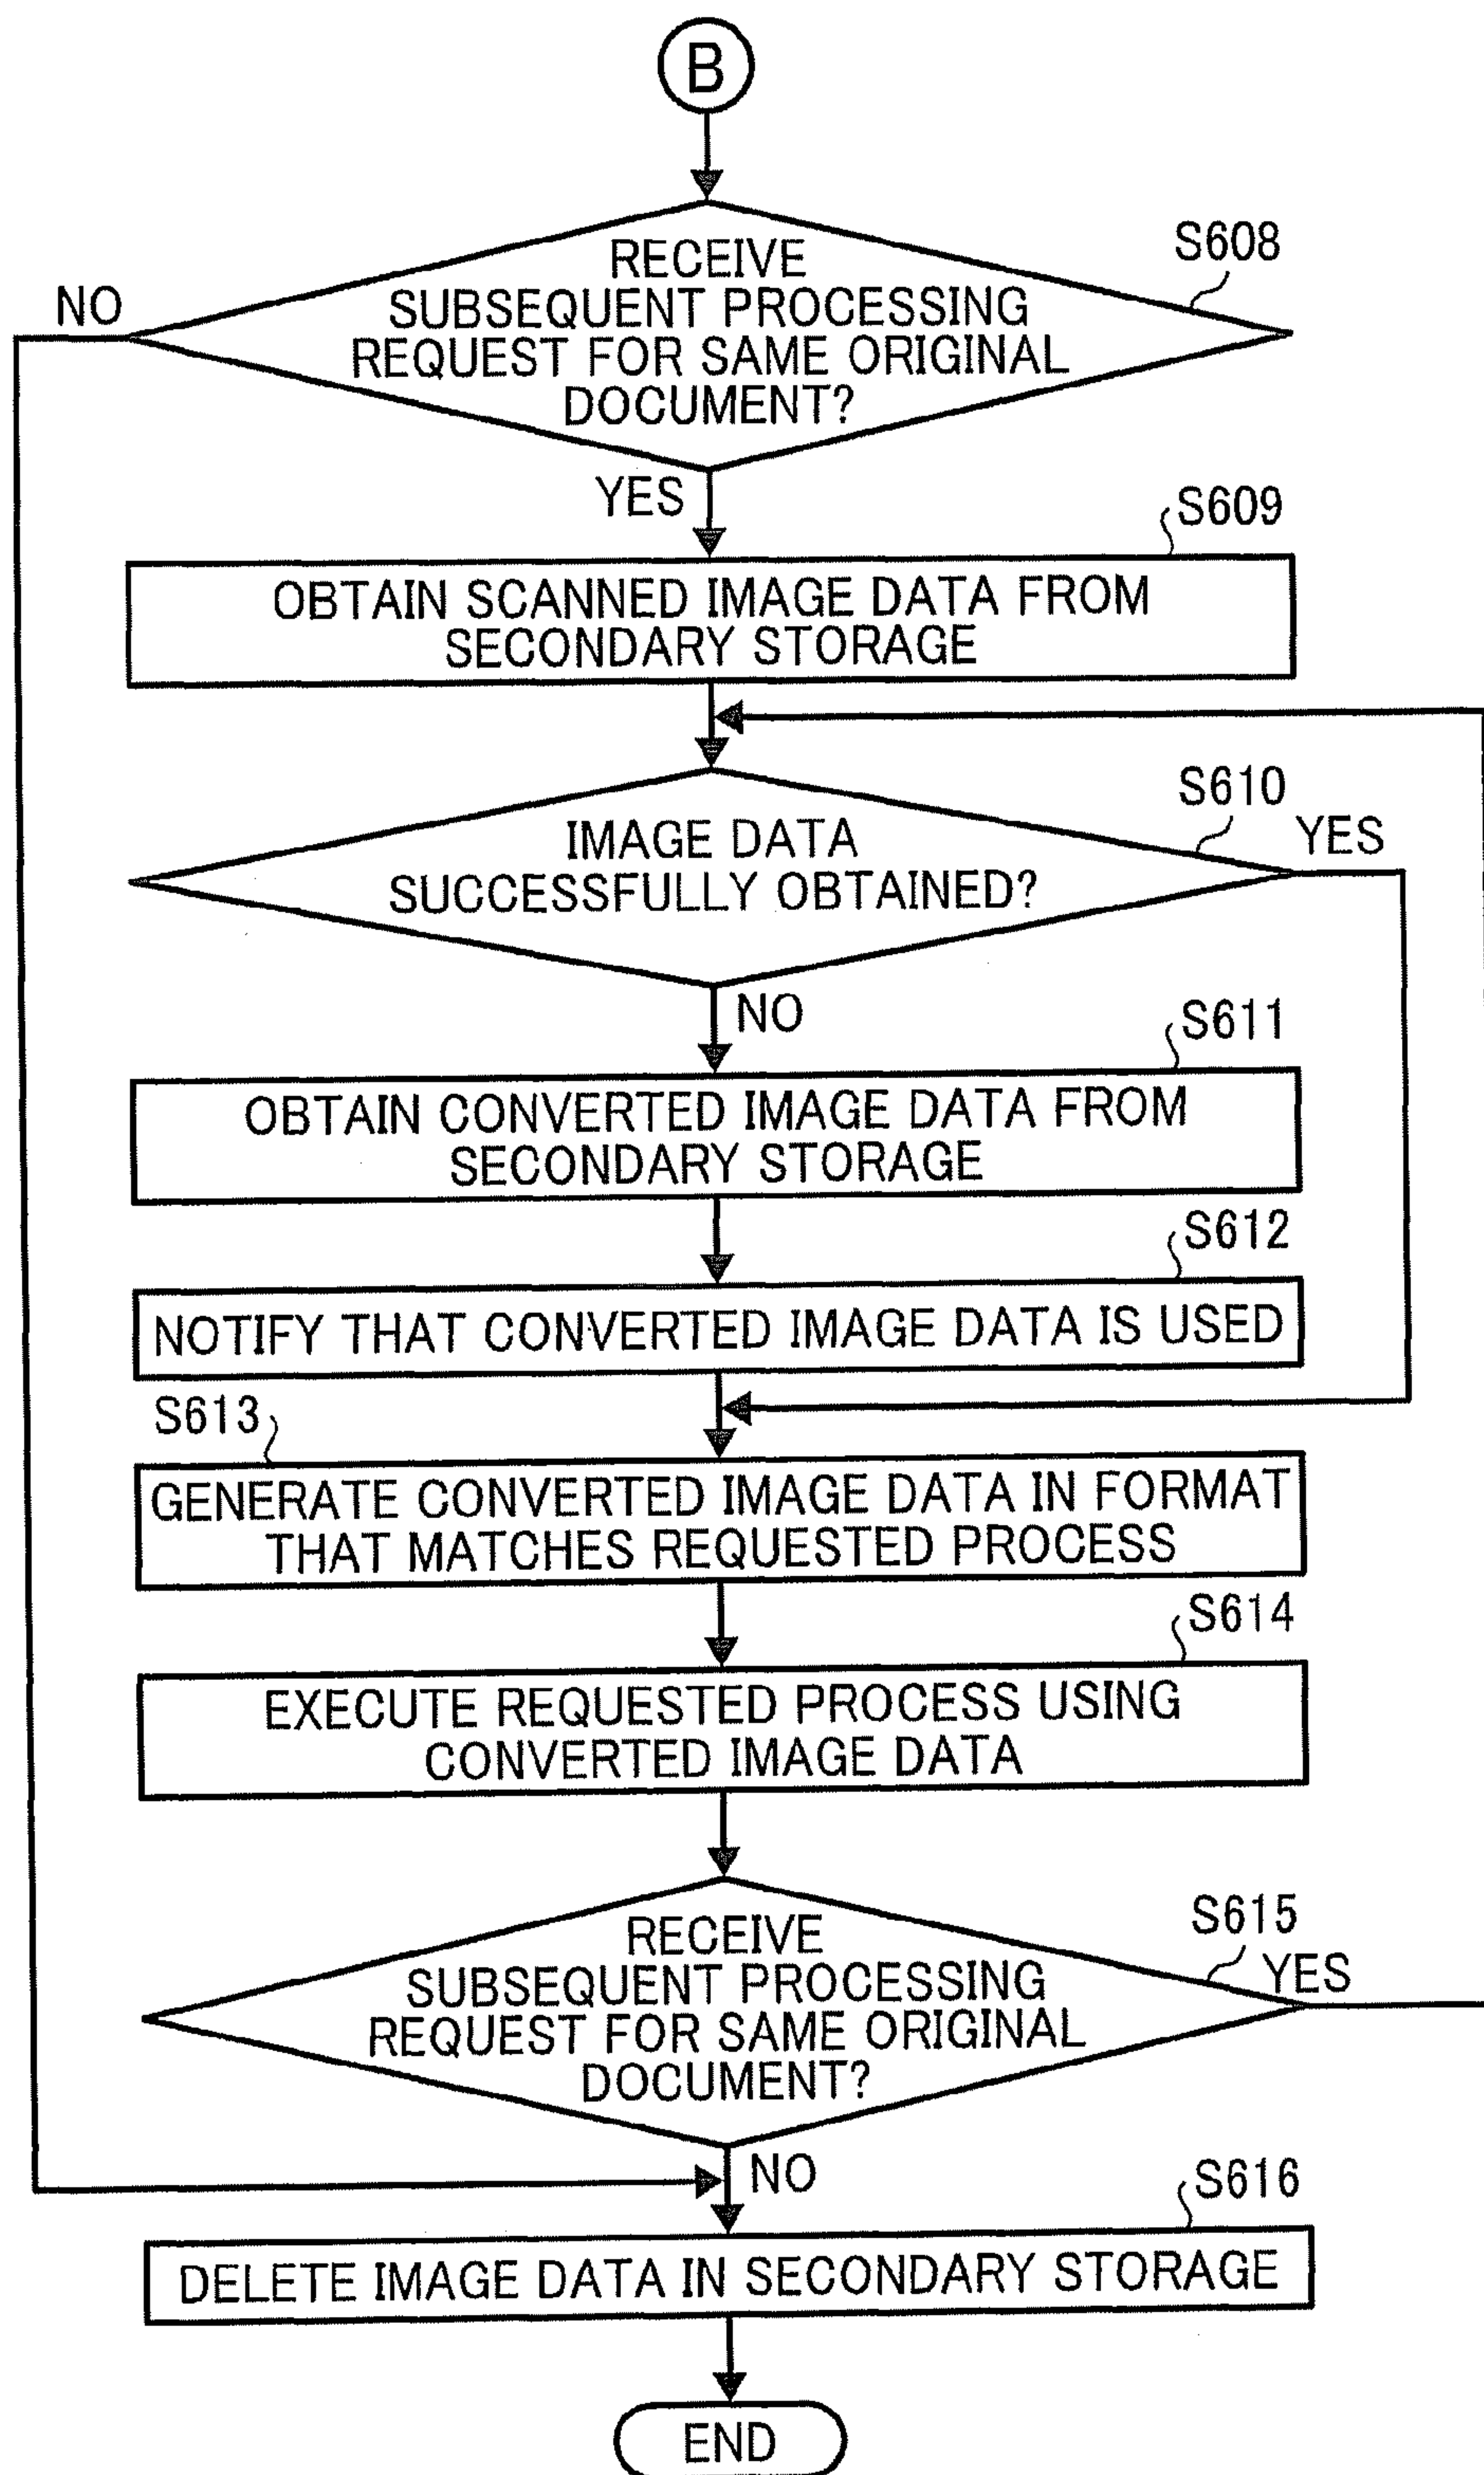 B
S608
RECEIVE
SUBSEQUENT PROCESSING
REQUEST FOR SAME ORIGINAL
DOCUMENT?
NO
YES
S609
OBTAIN SCANNED IMAGE DATA FROM
SECONDARY STORAGE
S610
IMAGE DATA
SUCCESSFULLY OBTAINED?
YES
NO
S611
OBTAIN CONVERTED IMAGE DATA FROM
SECONDARY STORAGE
S612
NOTIFY THAT CONVERTED IMAGE DATA IS USED
S613
GENERATE CONVERTED IMAGE DATA IN FORMAT
THAT MATCHES REQUESTED PROCESS
S614
EXECUTE REQUESTED PROCESS USING
CONVERTED IMAGE DATA
S615
RECEIVE
SUBSEQUENT PROCESSING
REQUEST FOR SAME ORIGINAL
DOCUMENT?
YES
NO
S616
DELETE IMAGE DATA IN SECONDARY STORAGE
END